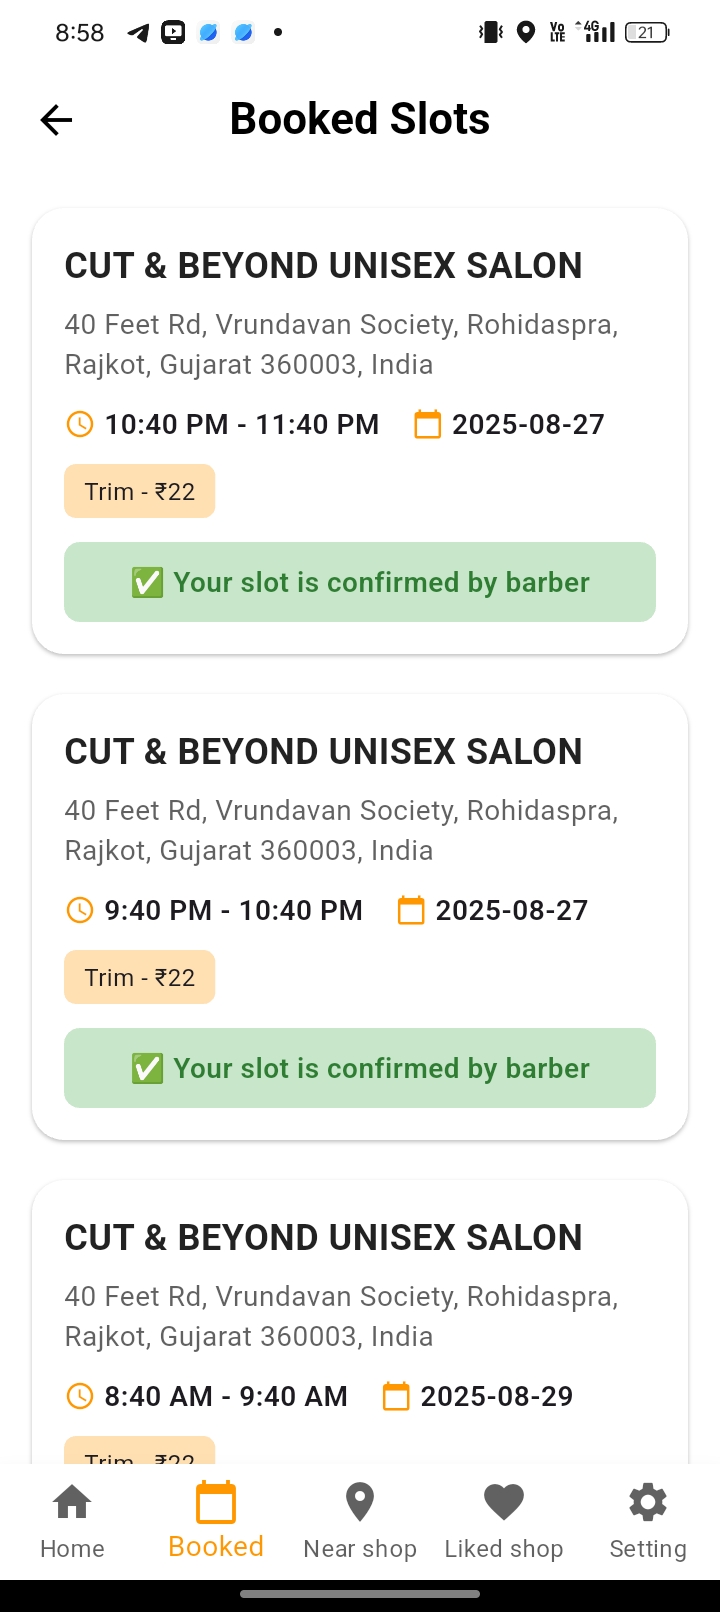 8:58
Vo LTE 4G 21
Booked Slots
CUT & BEYOND UNISEX SALON
40 Feet Rd, Vrundavan Society, Rohidaspra,
Rajkot, Gujarat 360003, India
10:40 PM - 11:40 PM 2025-08-27
Trim - ₹22
✅ Your slot is confirmed by barber
CUT & BEYOND UNISEX SALON
40 Feet Rd, Vrundavan Society, Rohidaspra,
Rajkot, Gujarat 360003, India
9:40 PM - 10:40 PM 2025-08-27
Trim - ₹22
✅ Your slot is confirmed by barber
CUT & BEYOND UNISEX SALON
40 Feet Rd, Vrundavan Society, Rohidaspra,
Rajkot, Gujarat 360003, India
8:40 AM - 9:40 AM 2025-08-29
Trim - ₹22
Home Booked Near shop Liked shop Setting